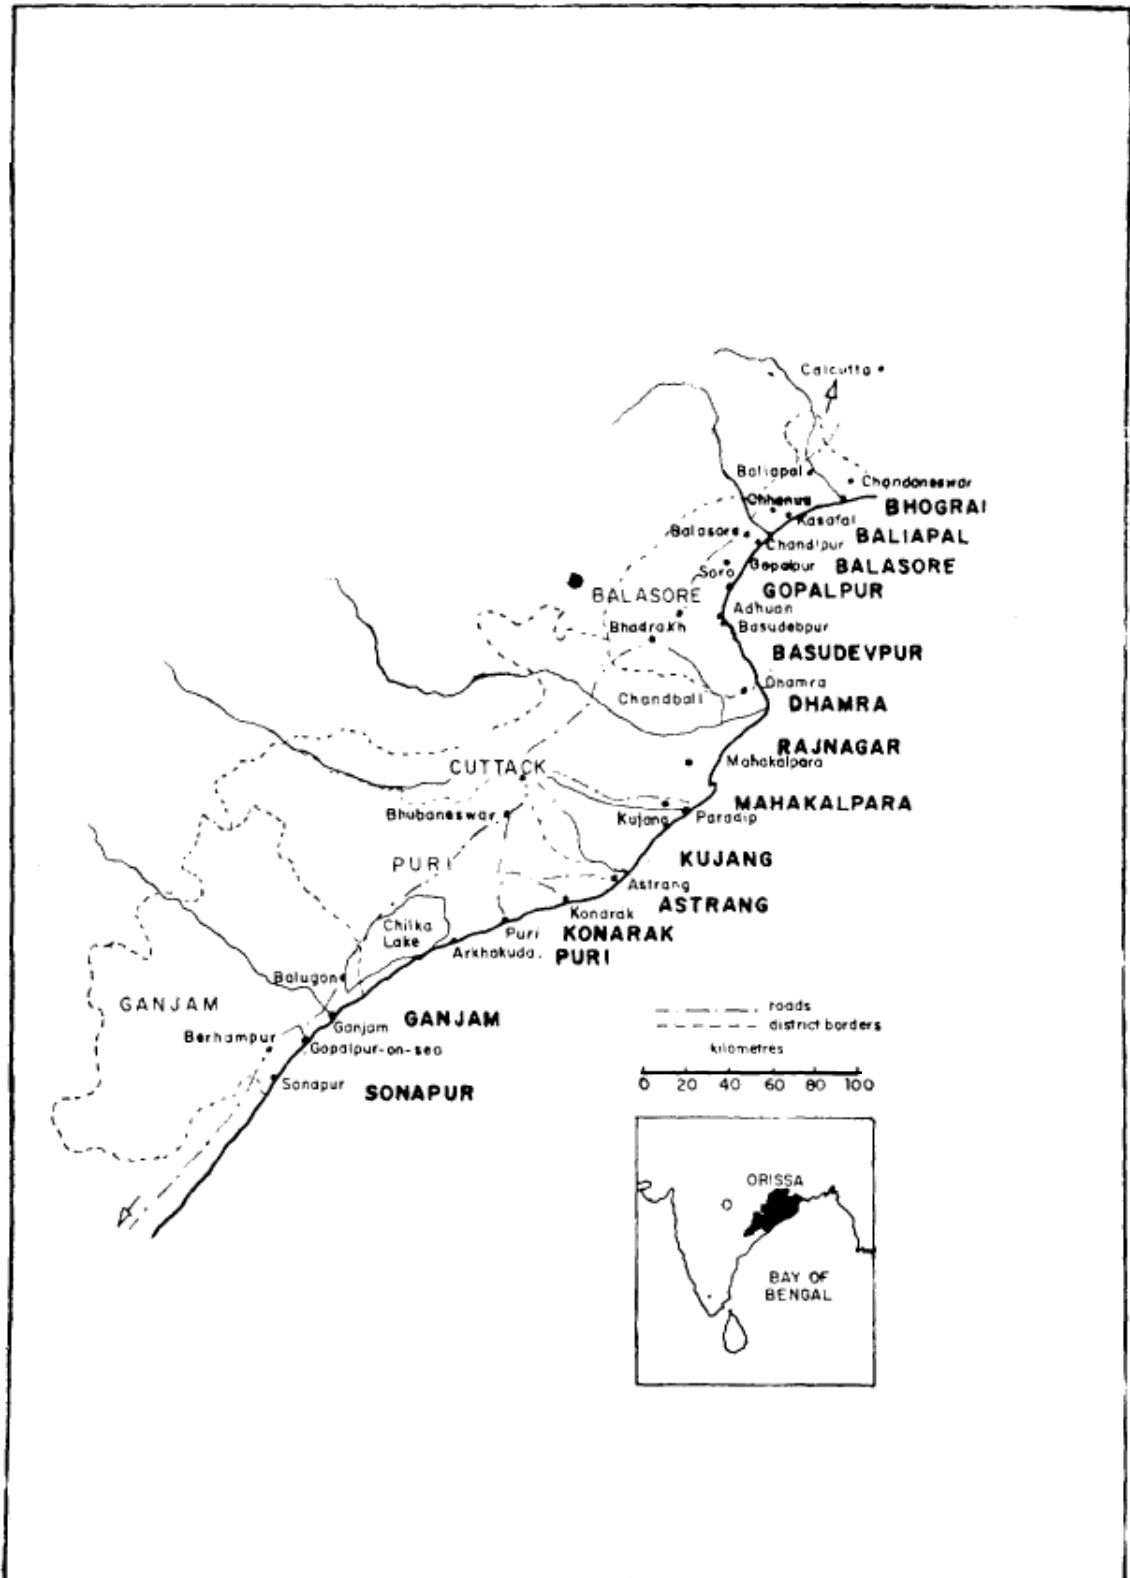 Calcutta
Baliapal
Chandaneswar
Chhenua
BHOGRAI
Kasafal
Balasore
BALIAPAL
Chandipur
Gopalpur
BALASORE
Soro
BALASORE
GOPALPUR
Adhuan
Bhadrakh
Basudebpur
BASUDEVPUR
Dhamra
Chandbali
DHAMRA
RAJNAGAR
Mahakalpara
CUTTACK
MAHAKALPARA
Bhubaneswar
Kujang
Paradip
PURI
KUJANG
Astrang
ASTRANG
Konarak
Chilka
Lake
Puri
KONARAK
Arkhakuda.
PURI
Balugon
GANJAM
GANJAM
Ganjam
Berhampur
Gopalpur-on-sea
Sonapur
SONAPUR
roads
district borders
kilometres
0 20 40 60 80 100
ORISSA
BAY OF
BENGAL